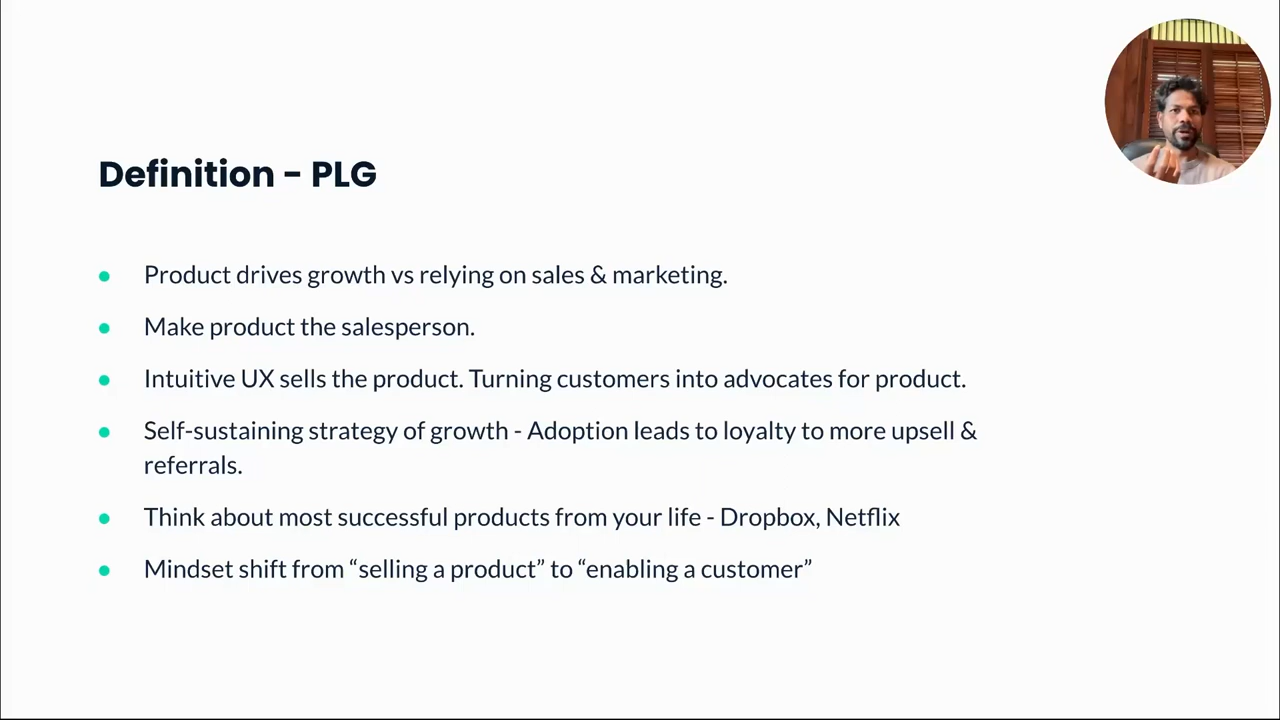 Definition - PLG
Product drives growth vs relying on sales & marketing.
Make product the salesperson.
Intuitive UX sells the product. Turning customers into advocates for product.
Self-sustaining strategy of growth - Adoption leads to loyalty to more upsell &
referrals.
Think about most successful products from your life - Dropbox, Netflix
Mindset shift from “selling a product” to “enabling a customer”